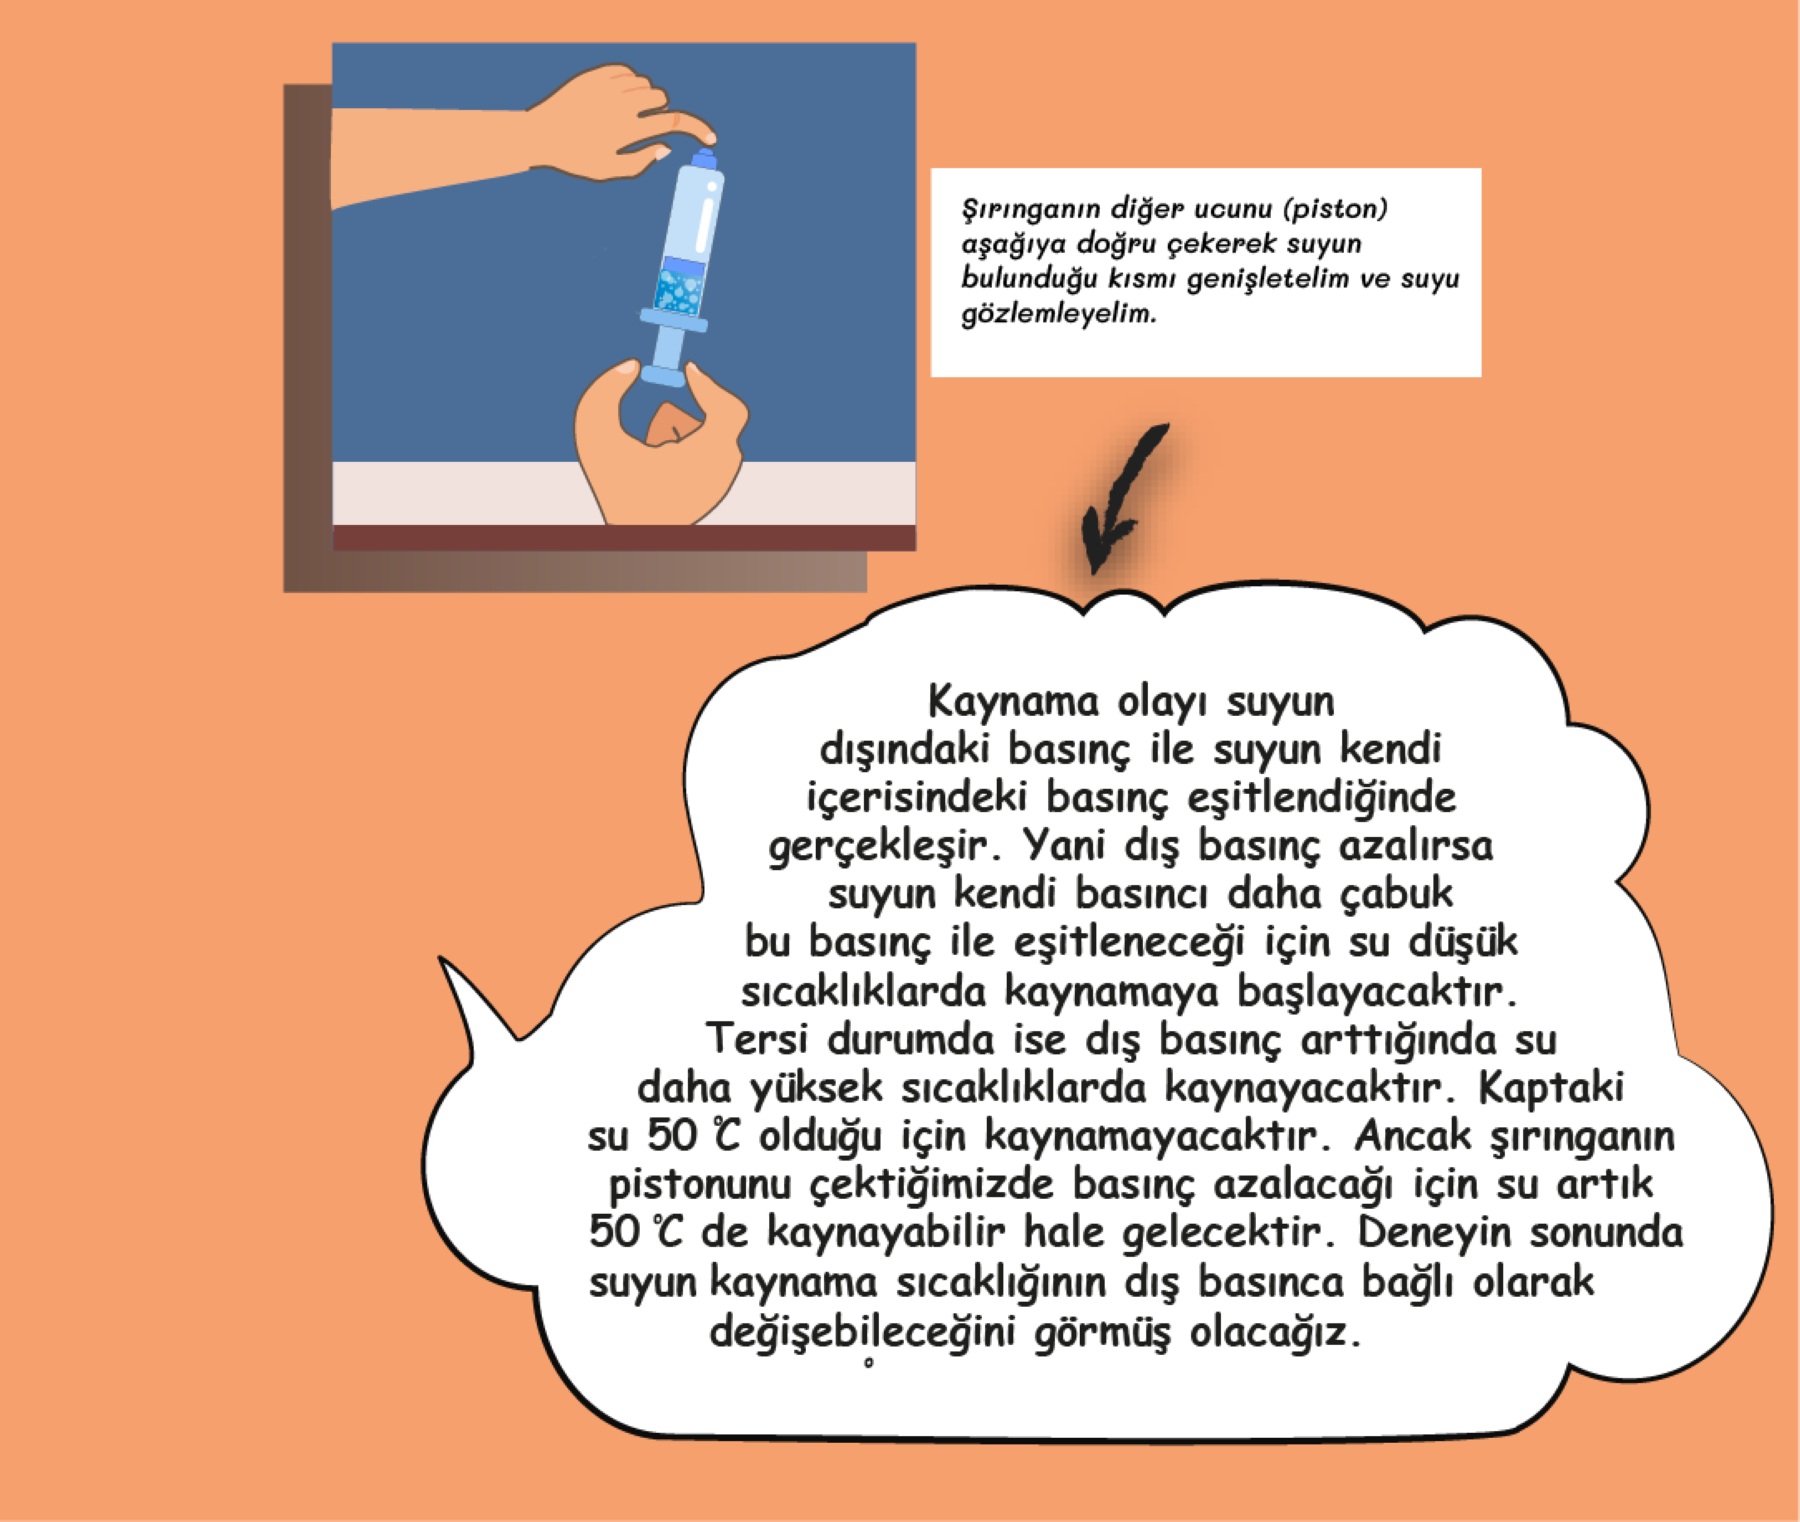 Şırınganın diğer ucunu (piston)
aşağıya doğru çekerek suyun
bulunduğu kısmı genişletelim ve suyu
gözlemleyelim.
Kaynama olayı suyun
dışındaki basınç ile suyun kendi
içerisindeki basınç eşitlendiğinde
gerçekleşir. Yani dış basınç azalırsa
suyun kendi basıncı daha çabuk
bu basınç ile eşitleneceği için su düşük
sıcaklıklarda kaynamaya başlayacaktır.
Tersi durumda ise dış basınç arttığında su
daha yüksek sıcaklıklarda kaynayacaktır. Kaptaki
su 50 °C olduğu için kaynamayacaktır. Ancak şırınganın
pistonunu çektiğimizde basınç azalacağı için su artık
50 °C de kaynayabilir hale gelecektir. Deneyin sonunda
suyun kaynama sıcaklığının dış basınca bağlı olarak
değişebileceğini görmüş olacağız.
°